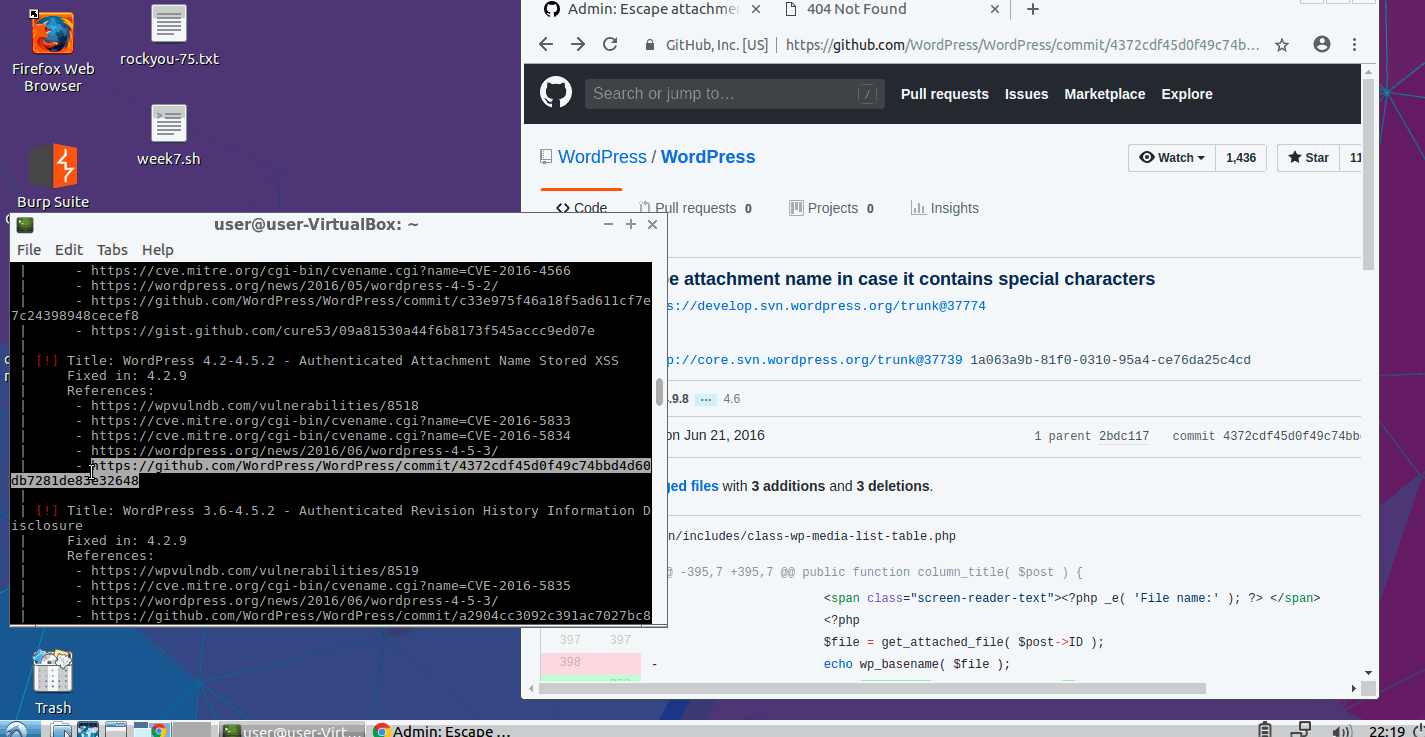 Firefox Web
Browser
rockyou-75.txt
week7.sh
Burp Suite
Trash
Admin: Escape attachme
404 Not Found
GitHub, Inc. [US]
https://github.com/WordPress/WordPress/commit/4372cdf45d0f49c74b...
Search or jump to...
/
Pull requests
Issues
Marketplace
Explore
WordPress / WordPress
Watch
1,436
Star
11
Code
Pull requests 0
Projects 0
Insights
e attachment name in case it contains special characters
s://develop.svn.wordpress.org/trunk@37774
p://core.svn.wordpress.org/trunk@37739 1a063a9b-81f0-0310-95a4-ce76da25c4cd
.9.8 ... 4.6
on Jun 21, 2016
1 parent 2bdc117 commit 4372cdf45d0f49c74bb
ged files with 3 additions and 3 deletions.
n/includes/class-wp-media-list-table.php
@ -395,7 +395,7 @@ public function column_title( $post ) {
<span class="screen-reader-text"><?php _e( 'File name:' ); ?> </span>
<?php
397 397 $file = get_attached_file( $post->ID );
398 - echo wp_basename( $file );
user@user-VirtualBox: ~
File Edit Tabs Help
| - https://cve.mitre.org/cgi-bin/cvename.cgi?name=CVE-2016-4566
| - https://wordpress.org/news/2016/05/wordpress-4-5-2/
| - https://github.com/WordPress/WordPress/commit/c33e975f46a18f5ad611cf7e
7c24398948cecef8
| - https://gist.github.com/cure53/09a81530a44f6b8173f545accc9ed07e
|
| [!] Title: WordPress 4.2-4.5.2 - Authenticated Attachment Name Stored XSS
| Fixed in: 4.2.9
| References:
| - https://wpvulndb.com/vulnerabilities/8518
| - https://cve.mitre.org/cgi-bin/cvename.cgi?name=CVE-2016-5833
| - https://cve.mitre.org/cgi-bin/cvename.cgi?name=CVE-2016-5834
| - https://wordpress.org/news/2016/06/wordpress-4-5-3/
| - https://github.com/WordPress/WordPress/commit/4372cdf45d0f49c74bbd4d60
db7281de83e32648
|
| [!] Title: WordPress 3.6-4.5.2 - Authenticated Revision History Information D
isclosure
| Fixed in: 4.2.9
| References:
| - https://wpvulndb.com/vulnerabilities/8519
| - https://cve.mitre.org/cgi-bin/cvename.cgi?name=CVE-2016-5835
| - https://wordpress.org/news/2016/06/wordpress-4-5-3/
| - https://github.com/WordPress/WordPress/commit/a2904cc3092c391ac7027bc8
user@user-Virt...
Admin: Escape ...
22:19